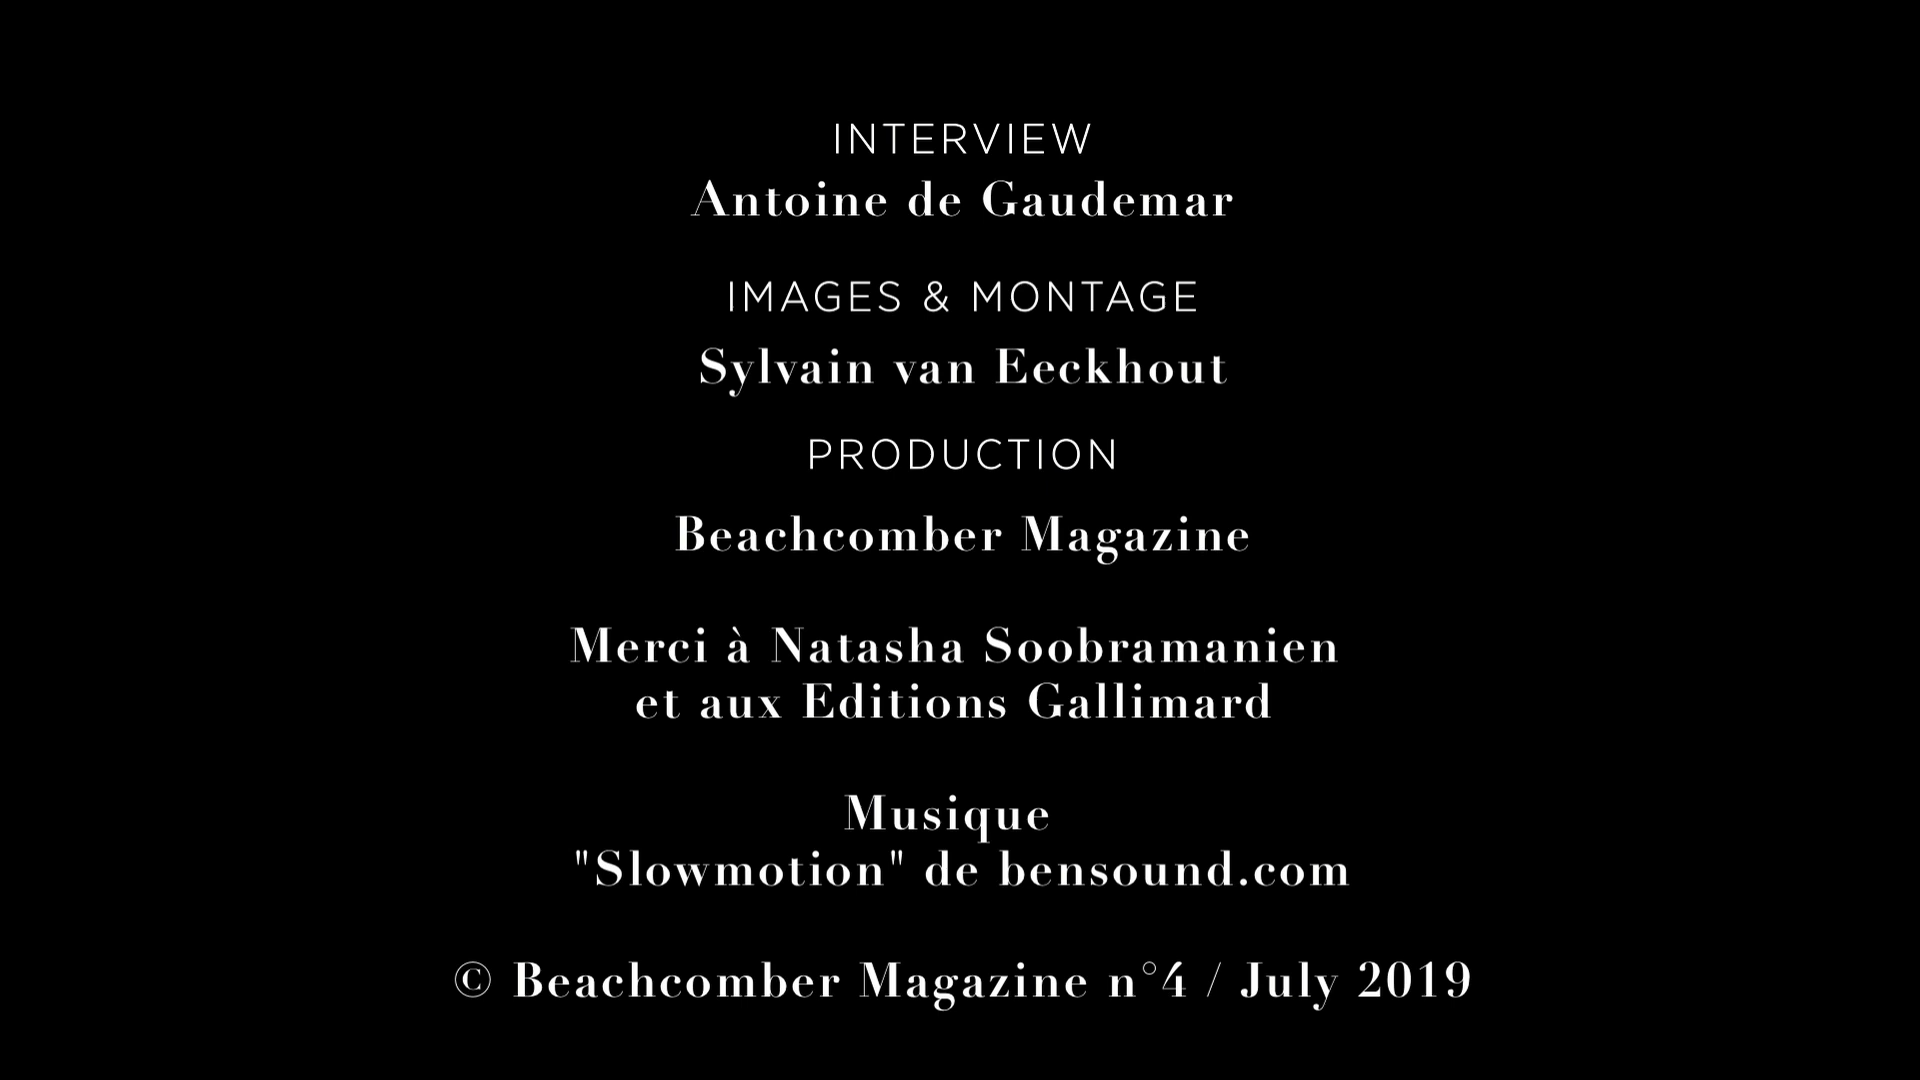 INTERVIEW
Antoine de Gaudemar
IMAGES & MONTAGE
Sylvain van Eeckhout
PRODUCTION
Beachcomber Magazine
Merci à Natasha Soobramanien
et aux Editions Gallimard
Musique
"Slowmotion" de bensound.com
© Beachcomber Magazine n°4 / July 2019